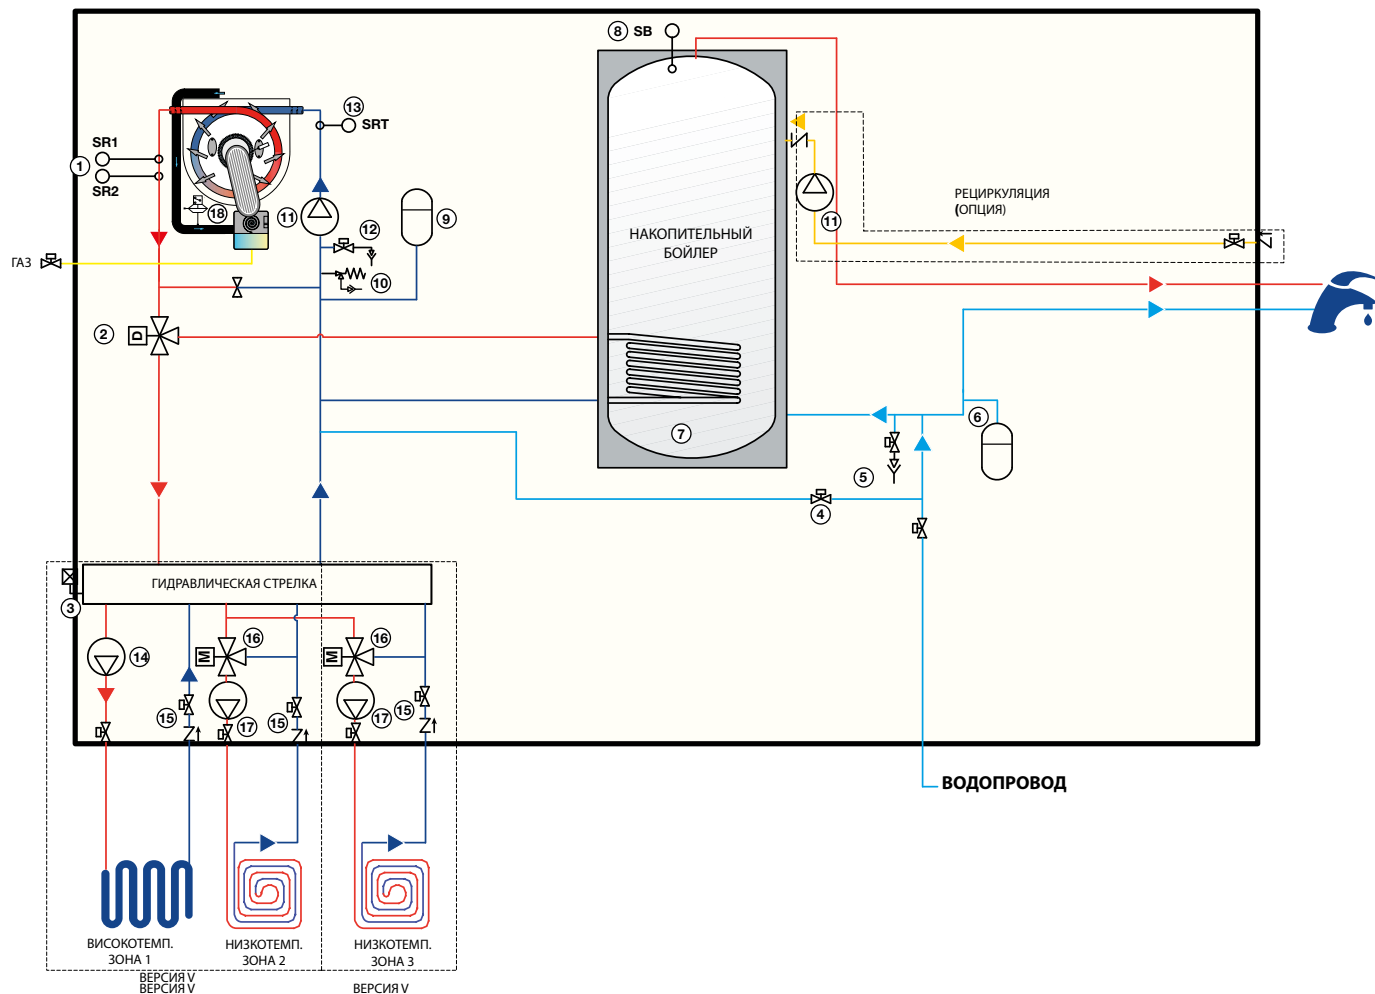 8 SB
13
SRT
SR1
1
SR2
18
11
9
12
11
РЕЦИРКУЛЯЦИЯ
(ОПЦИЯ)
НАКОПИТЕЛЬНЫЙ
БОЙЛЕР
ГАЗ
10
2
D
6
7
5
4
ГИДРАВЛИЧЕСКАЯ СТРЕЛКА
3
14
16
M
16
M
15
17
15
17
15
ВОДОПРОВОД
ВИСОКОТЕМП.
ЗОНА 1
НИЗКОТЕМП.
ЗОНА 2
НИЗКОТЕМП.
ЗОНА 3
ВЕРСИЯ V
ВЕРСИЯ V
ВЕРСИЯ V